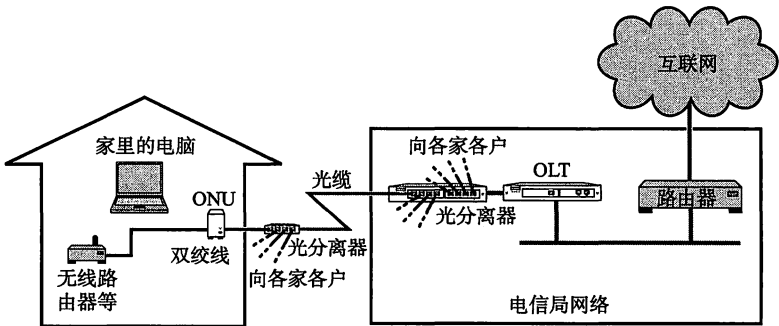 互联网
家里的电脑
ONU
双绞线
无线路
由器等
光分离器
向各家各户
光缆
向各家各户
光分离器
OLT
路由器
电信局网络